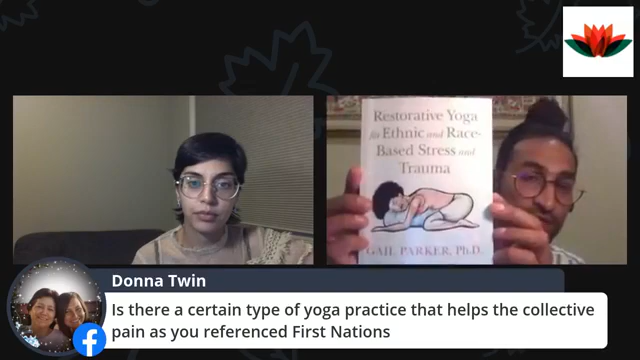 Restorative Yoga
for Ethnic and Race-
Based Stress and
Trauma
GAIL PARKER, Ph.D.
Donna Twin
Is there a certain type of yoga practice that helps the collective
pain as you referenced First Nations